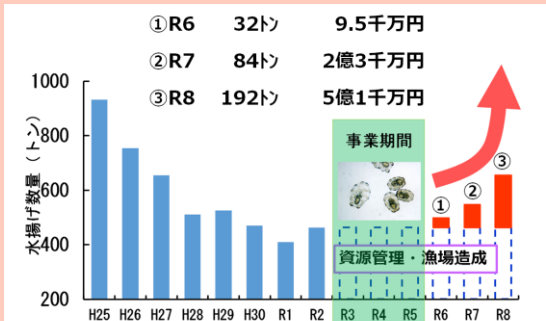 ①R6 32㌧ 9.5千万円
②R7 84㌧ 2億3千万円
③R8 192㌧ 5億1千万円
水揚げ数量（トン）
1000
800
600
400
200
事業期間
①
②
③
資源管理・漁場造成
H25 H26 H27 H28 H29 H30 R1 R2 R3 R4 R5 R6 R7 R8